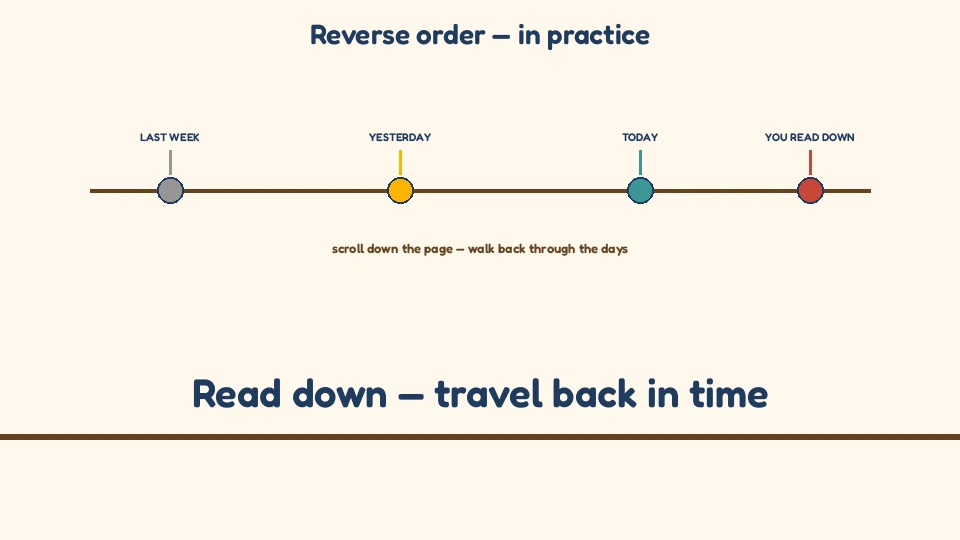 Reverse order — in practice
LAST WEEK
YESTERDAY
TODAY
YOU READ DOWN
scroll down the page — walk back through the days
Read down — travel back in time